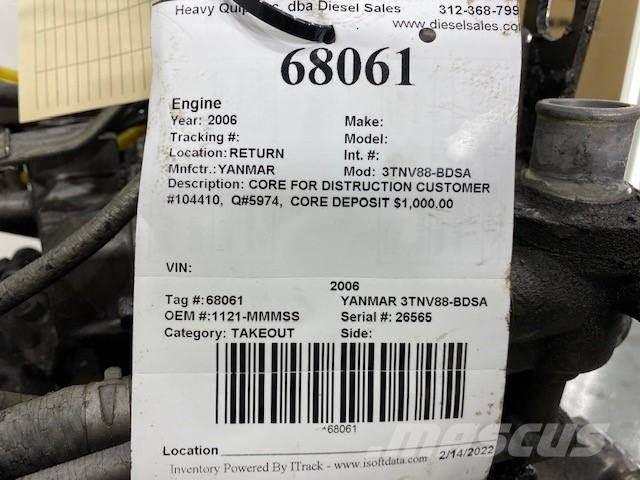 Heavy Quip dba Diesel Sales 312-368-799
www.dieselsales
68061
Engine
Year: 2006 Make:
Tracking #: Model:
Location: RETURN Int. #:
Mnfctr.: YANMAR Mod: 3TNV88-BDSA
Description: CORE FOR DISTRUCTION CUSTOMER
#104410, Q#5974, CORE DEPOSIT $1,000.00
VIN:
2006
Tag #: 68061 YANMAR 3TNV88-BDSA
OEM #: 1121-MMMSS Serial #: 26565
Category: TAKEOUT Side:
*68061
Location
Inventory Powered By ITrack - www.isoftdata.com 2/14/2022
MASCUS